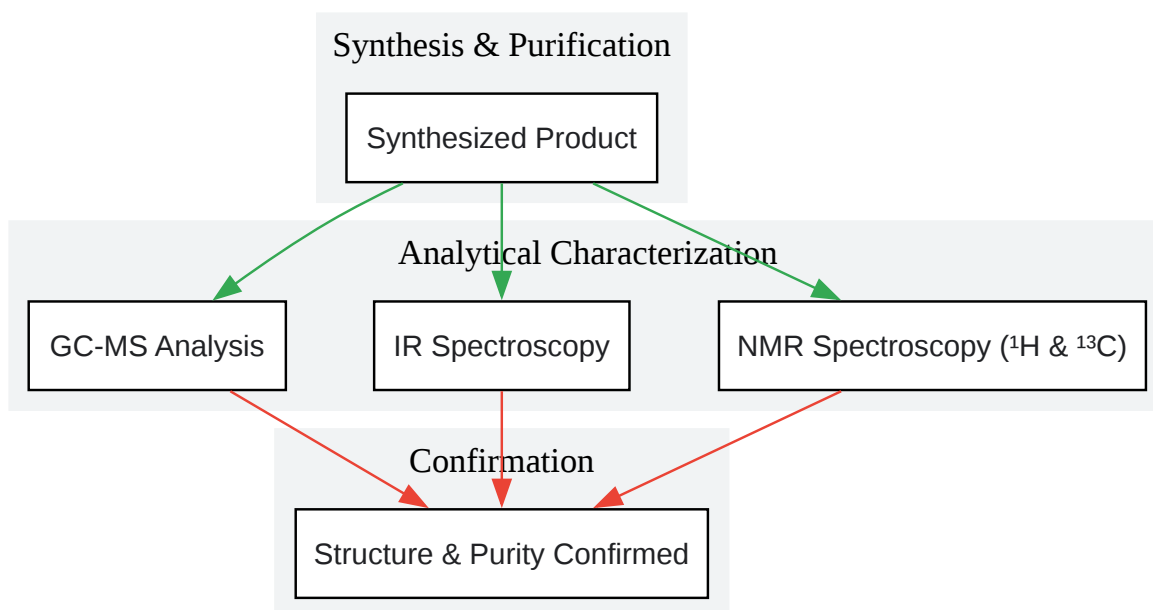 Synthesis & Purification
Synthesized Product
Analytical Characterization
GC-MS Analysis
IR Spectroscopy
NMR Spectroscopy (¹H & ¹³C)
Confirmation
Structure & Purity Confirmed